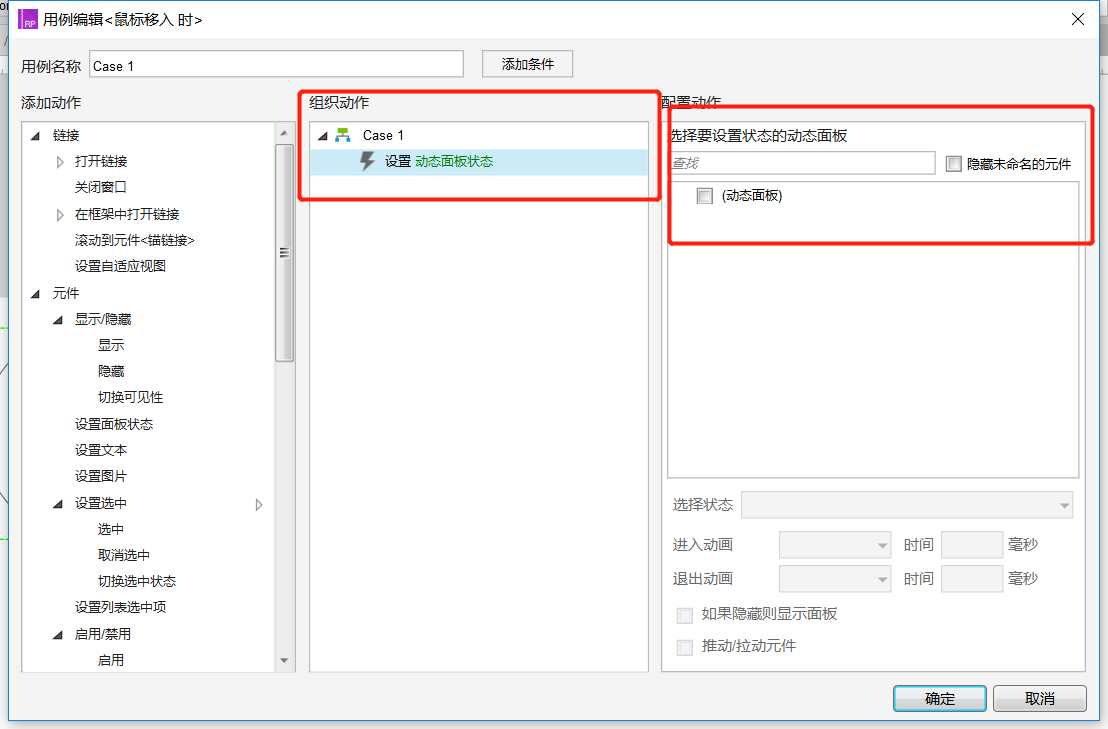 用例编辑<鼠标移入 时>
用例名称 Case 1 添加条件
添加动作
链接
打开链接
关闭窗口
在框架中打开链接
滚动到元件<锚链接>
设置自适应视图
元件
显示/隐藏
显示
隐藏
切换可见性
设置面板状态
设置文本
设置图片
设置选中
选中
取消选中
切换选中状态
设置列表选中项
启用/禁用
启用
组织动作
Case 1
设置 动态面板状态
配置动作
选择要设置状态的动态面板
查找 隐藏未命名的元件
(动态面板)
选择状态
进入动画 时间 毫秒
退出动画 时间 毫秒
如果隐藏则显示面板
推动/拉动元件
确定 取消